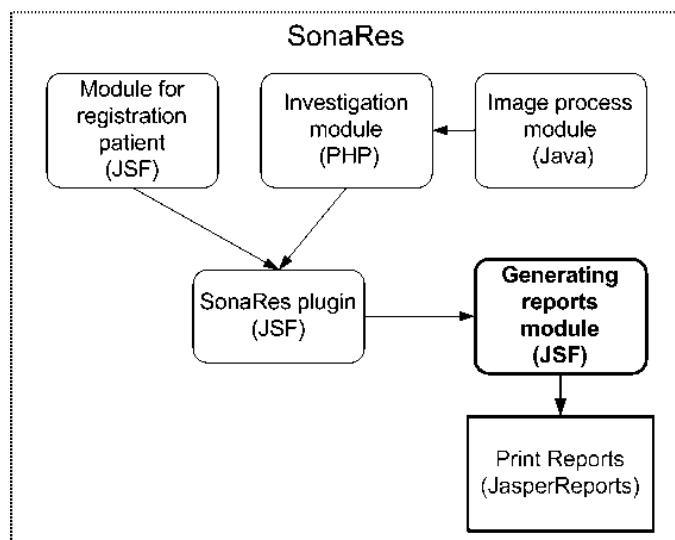 SonaRes
Module for
registration
patient
(JSF)
Investigation
module
(PHP)
Image process
module
(Java)
SonaRes plugin
(JSF)
Generating
reports
module
(JSF)
Print Reports
(JasperReports)